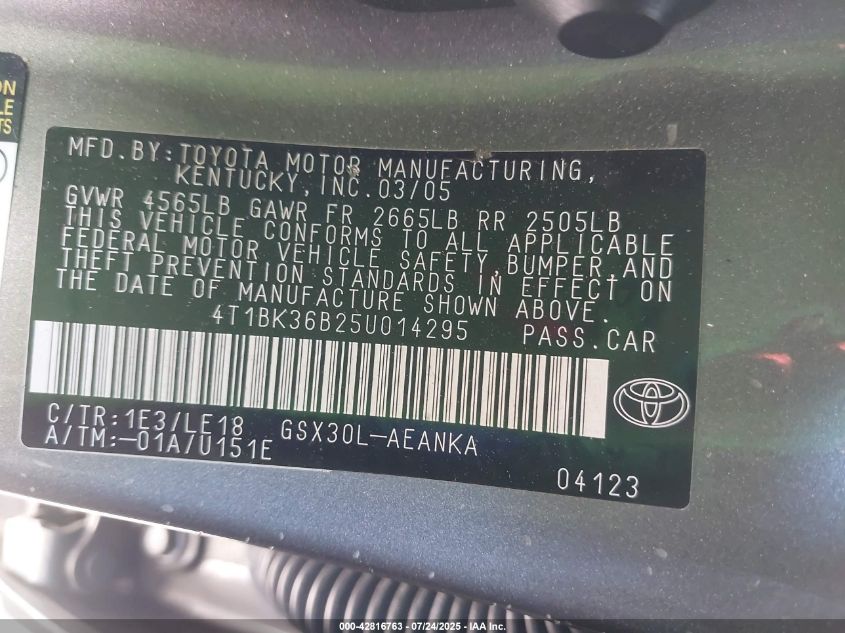 ON
LE
TS
MFD.BY:TOYOTA MOTOR MANUFACTURING,
KENTUCKY,INC.03/05
GVWR 4565LB GAWR FR 2665LB RR 2505LB
THIS VEHICLE CONFORMS TO ALL APPLICABLE
FEDERAL MOTOR VEHICLE SAFETY,BUMPER,AND
THEFT PREVENTION STANDARDS IN EFFECT ON
THE DATE OF MANUFACTURE SHOWN ABOVE.
4T1BK36B25U014295 PASS.CAR
C/TR:1E3/LE18 GSX30L-AEANKA
A/TM:-01A/U151E
04123
000-42816763 - 07/24/2025 - IAA Inc.